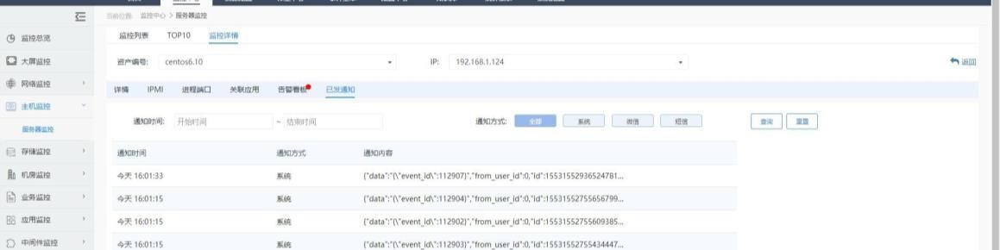 当前位置: 监控中心 > 服务器监控
监控总览
监控列表 TOP10 监控详情
大屏监控
资产编号: centos6.10 IP: 192.168.1.124 返回
网络监控
详情 IPMI 进程端口 关联应用 告警看板 已发通知
主机监控
通知时间: 开始时间 ~ 结束时间 通知方式: 全部 系统 微信 短信 查询 重置
服务器监控
存储监控
通知时间 通知方式 通知内容
机房监控
今天 16:01:33 系统 {"data":"{\"event_id\":112907}","from_user_id":0,"id":15531552936524781...
业务监控
今天 16:01:15 系统 {"data":"{\"event_id\":112904}","from_user_id":0,"id":15531552755656799...
应用监控
今天 16:01:15 系统 {"data":"{\"event_id\":112902}","from_user_id":0,"id":15531552755609385...
中间件监控
今天 16:01:15 系统 {"data":"{\"event_id\":112903}","from_user_id":0,"id":15531552755434447...